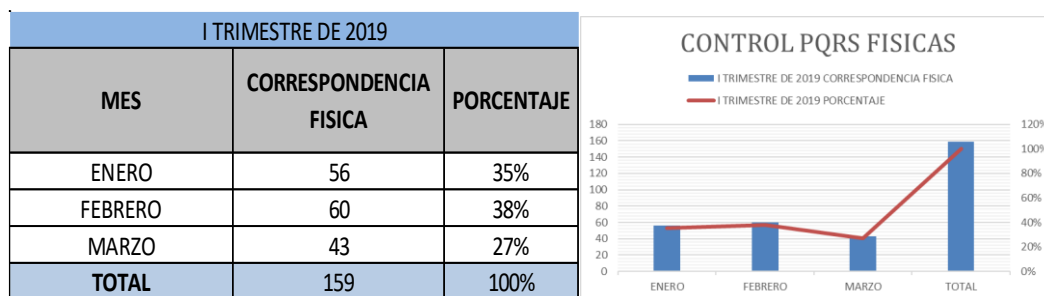 I TRIMESTRE DE 2019
MES CORRESPONDENCIA FISICA PORCENTAJE
ENERO 56 35%
FEBRERO 60 38%
MARZO 43 27%
TOTAL 159 100%
CONTROL PQRS FISICAS
I TRIMESTRE DE 2019 CORRESPONDENCIA FISICA
I TRIMESTRE DE 2019 PORCENTAJE
180 120%
160 100%
140 80%
120 60%
100 40%
80 20%
60 0%
40
20
0
ENERO FEBRERO MARZO TOTAL